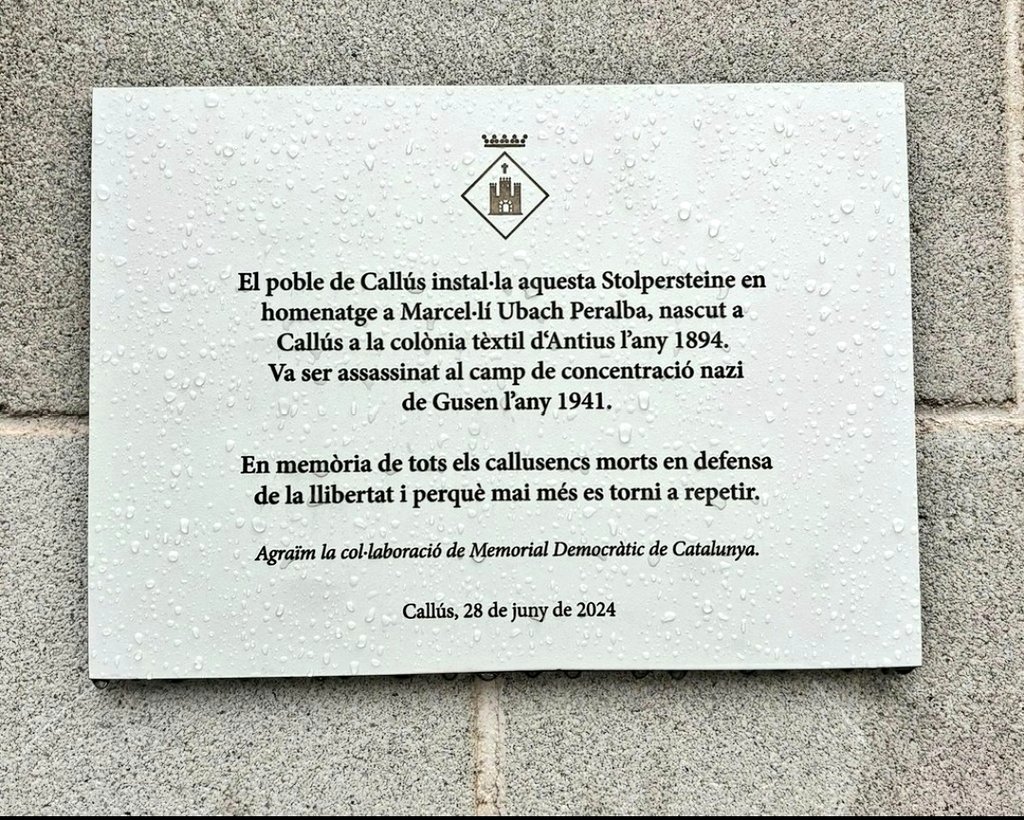 El poble de Callús instal·la aquesta Stolpersteine en
homenatge a Marcel·lí Ubach Peralba, nascut a
Callús a la colònia tèxtil d‘Antius l’any 1894.
Va ser assassinat al camp de concentració nazi
de Gusen l’any 1941.
En memòria de tots els callusencs morts en defensa
de la llibertat i perquè mai més es torni a repetir.
Agraïm la col·laboració de Memorial Democràtic de Catalunya.
Callús, 28 de juny de 2024